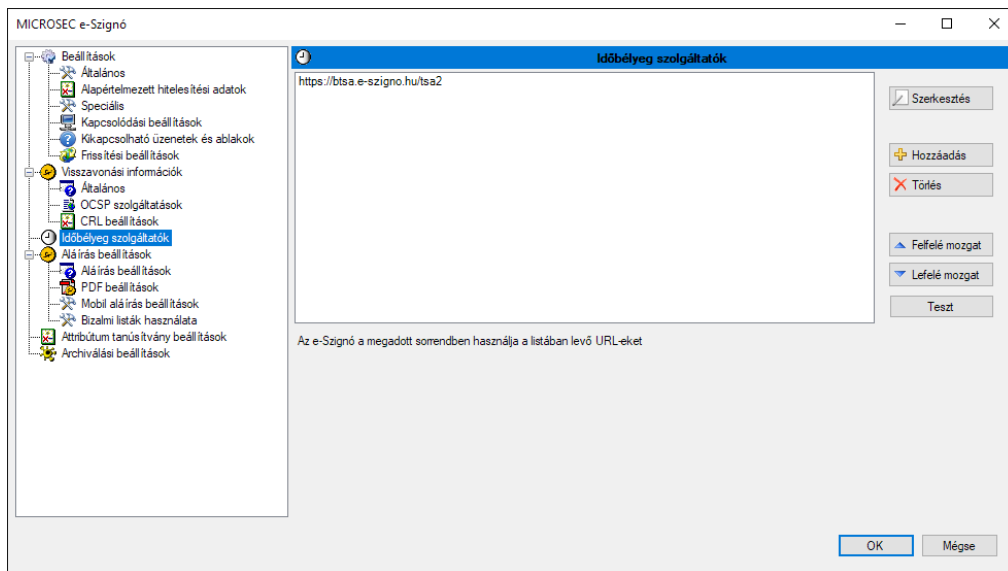 MICROSEC e-Szignó
Beállítások
Általános
Alapértelmezett hitelesítési adatok
Speciális
Kapcsolódási beállítások
Kikapcsolható üzenetek és ablakok
Frissítési beállítások
Visszavonási információk
Általános
OCSP szolgáltatások
CRL beállítások
Időbélyeg szolgáltatók
Aláírás beállítások
Aláírás beállítások
PDF beállítások
Mobil aláírás beállítások
Bizalmi listák használata
Attribútum tanúsítvány beállítások
Archiválási beállítások
Időbélyeg szolgáltatók
https://btsa.e-szigno.hu/tsa2
Szerkesztés
Hozzáadás
Törlés
Felfelé mozgat
Lefelé mozgat
Teszt
Az e-Szignó a megadott sorrendben használja a listában levő URL-eket
OK
Mégse